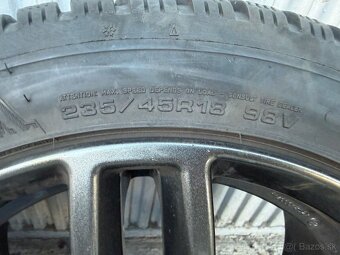 ATTENTION: MAX. SPEED DEPENDS ON LOAD - CONSULT TIRE DEALER
235/45R18 98V
© Bazos.sk